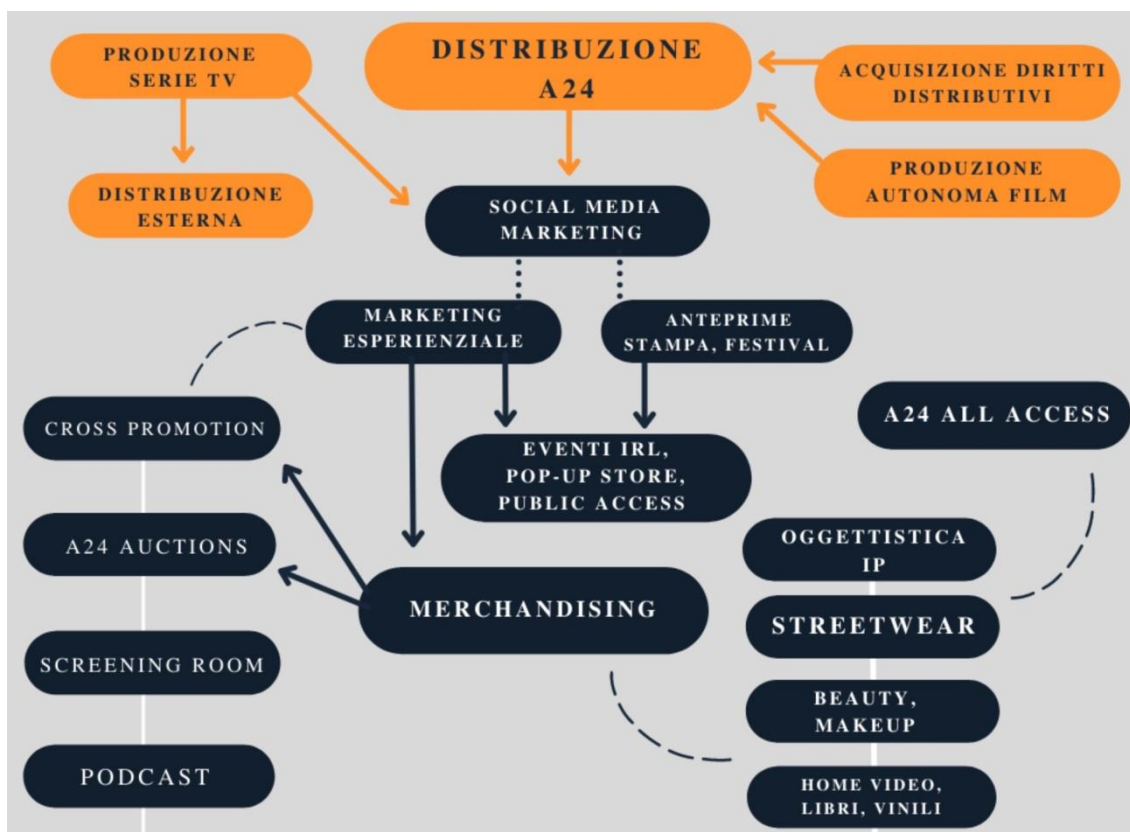 PRODUZIONE
SERIE TV
DISTRIBUZIONE
A24
ACQUISIZIONE DIRITTI
DISTRIBUTIVI
DISTRIBUZIONE
ESTERNA
PRODUZIONE
AUTONOMA FILM
SOCIAL MEDIA
MARKETING
MARKETING
ESPERIENZIALE
ANTEPRIME
STAMPA, FESTIVAL
CROSS PROMOTION
A24 ALL ACCESS
EVENTI IRL,
POP-UP STORE,
PUBLIC ACCESS
A24 AUCTIONS
OGGETTISTICA
IP
MERCHANDISING
STREETWEAR
SCREENING ROOM
BEAUTY,
MAKEUP
PODCAST
HOME VIDEO,
LIBRI, VINILI